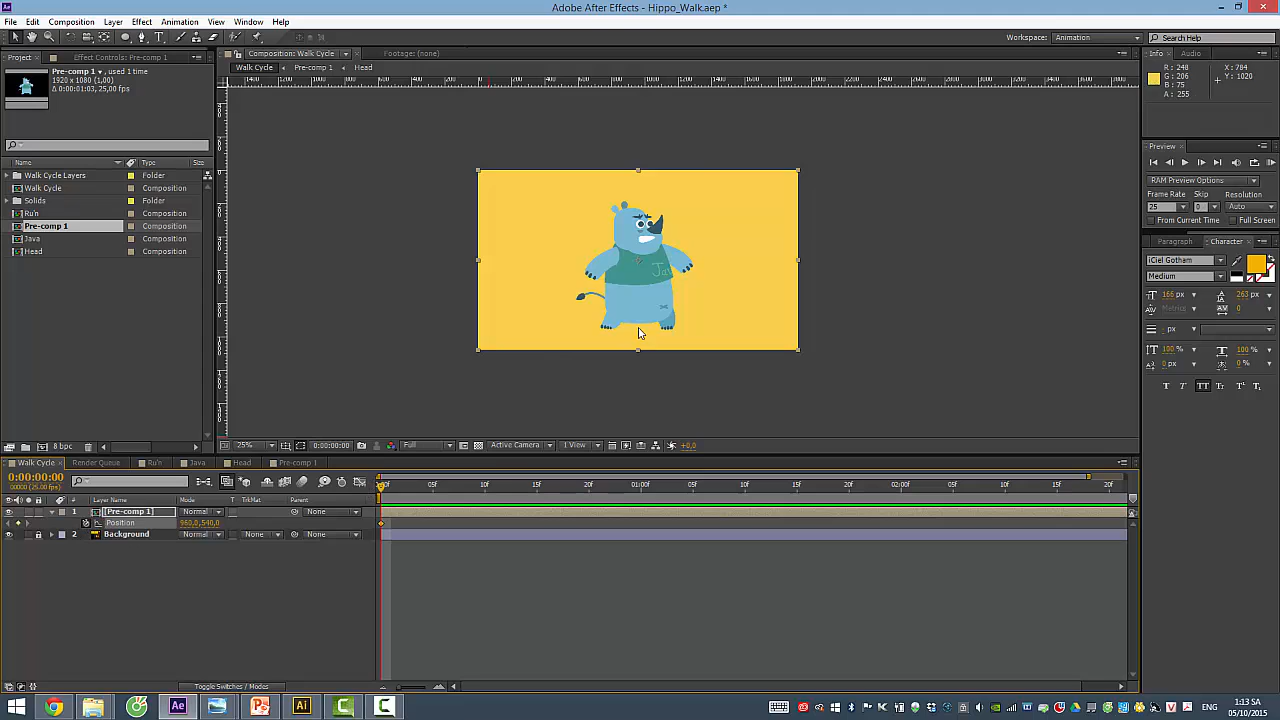 Adobe After Effects - Hippo_Walk.aep *
File Edit Composition Layer Effect Animation View Window Help
Workspace: Animation Search Help
Project Effect Controls: Pre-comp 1 Composition: Walk Cycle Footage: (none) Info Audio
Pre-comp 1, used 1 time
1920 x 1080 (1,00)
Δ 0:00:01:03, 25,00 fps
Walk Cycle Pre-comp 1 Head
R: 248 X: 784
G: 206 Y: 1020
B: 75
A: 255
Name Type Size
Walk Cycle Layers Folder
Walk Cycle Composition
Solids Folder
Ru'n Composition
Pre-comp 1 Composition
Java Composition
Head Composition
Preview
RAM Preview Options
Frame Rate Skip Resolution
25 0 Auto
From Current Time Full Screen
Paragraph Character
iCiel Gotham
Medium
166 px 263 px
Metrics 0
px
100 % 100 %
0 px 0 %
T T TT Tt
8 bpc
25% 0:00:00:00 Full Active Camera 1 View +0,0
Walk Cycle Render Queue Ru'n Java Head Pre-comp 1
0:00:00:00
00000 (25.00 fps)
05f 10f 15f 20f 01:00f 05f 10f 15f 20f 02:00f 05f 10f 15f 20f
# Layer Name Mode T TrkMat Parent
1 [Pre-comp 1] Normal None
Position 960,0,540,0
2 Background Normal None None
Toggle Switches / Modes
ENG 1:13 SA
05/10/2015